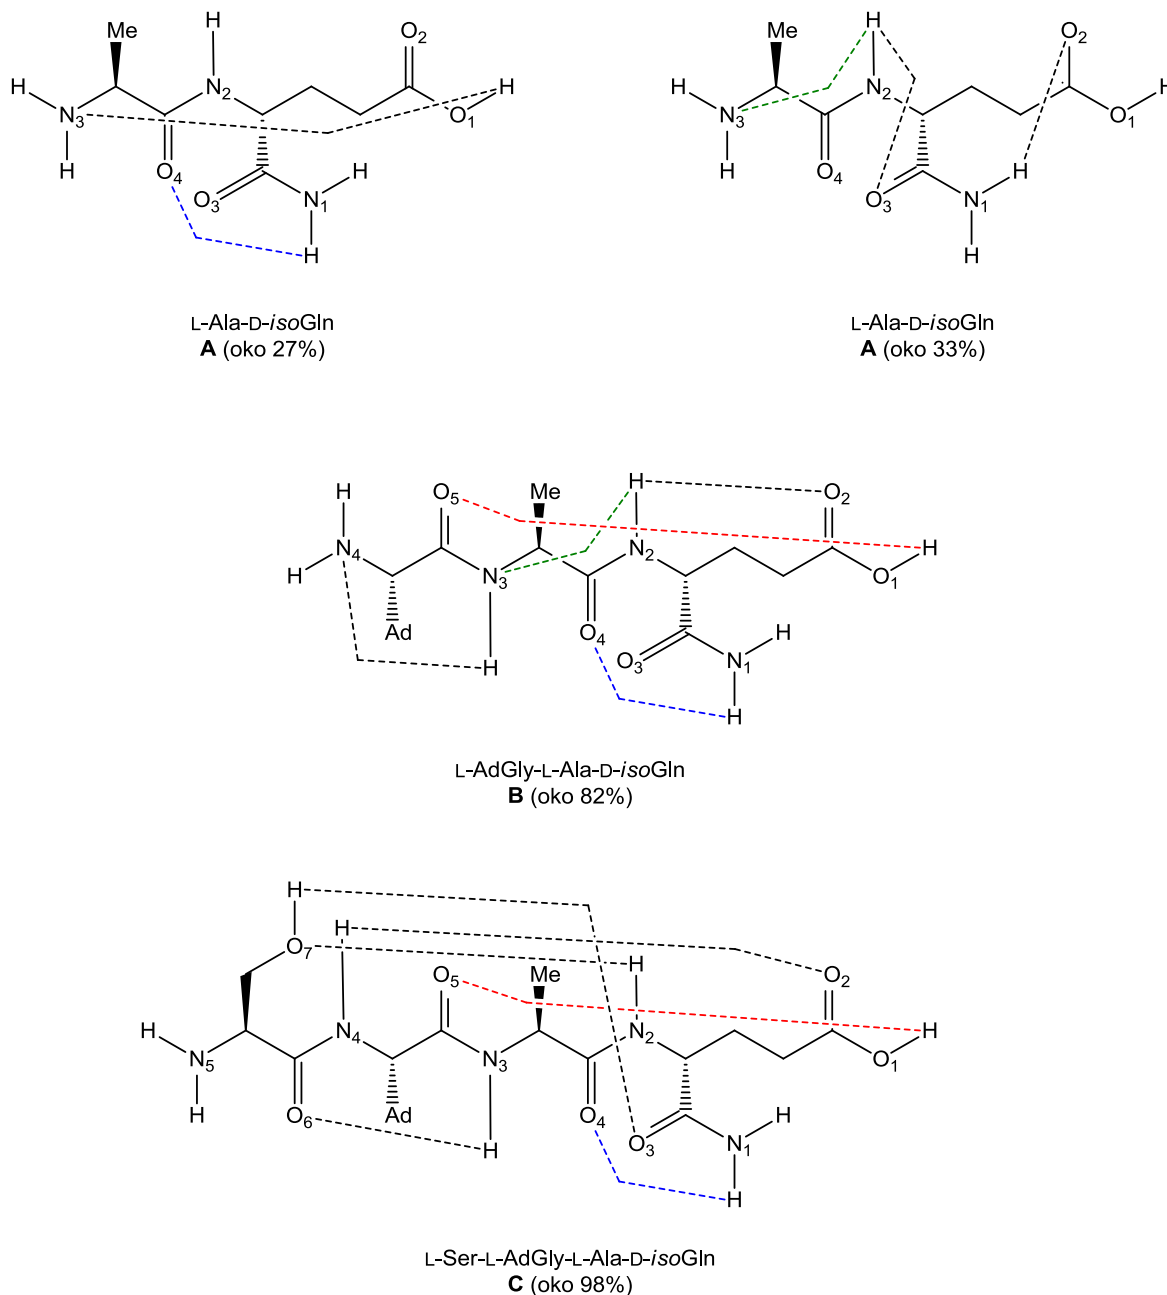 Me H O₂ Me H O₂
H N₂ H H N₂
N₃ O₁ N₃ O₁ H
H O₄ H H O₄ H
O₃ N₁ O₃ N₁
H H
L-Ala-D-isoGln L-Ala-D-isoGln
A (oko 27%) A (oko 33%)
H O₅ Me H O₂
N₄ N₂ H
H N₃ O₁
Ad O₄ H
H O₃ N₁
H
L-AdGly-L-Ala-D-isoGln
B (oko 82%)
H
H
O₇ H
O₅ Me O₂
H N₄ N₂ H
N₅ N₃ O₁
H O₆ Ad O₄ H
H O₃ N₁
H
L-Ser-L-AdGly-L-Ala-D-isoGln
C (oko 98%)